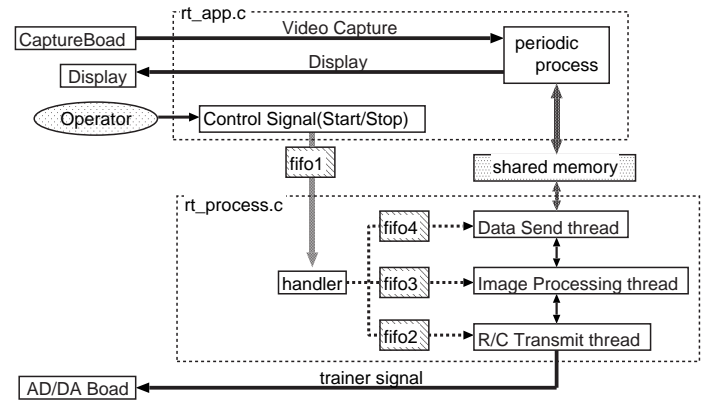 rt_app.c
CaptureBoad
Video Capture
periodic
process
Display
Display
Operator
Control Signal(Start/Stop)
fifo1
shared memory
rt_process.c
fifo4
Data Send thread
handler
fifo3
Image Processing thread
fifo2
R/C Transmit thread
trainer signal
AD/DA Boad